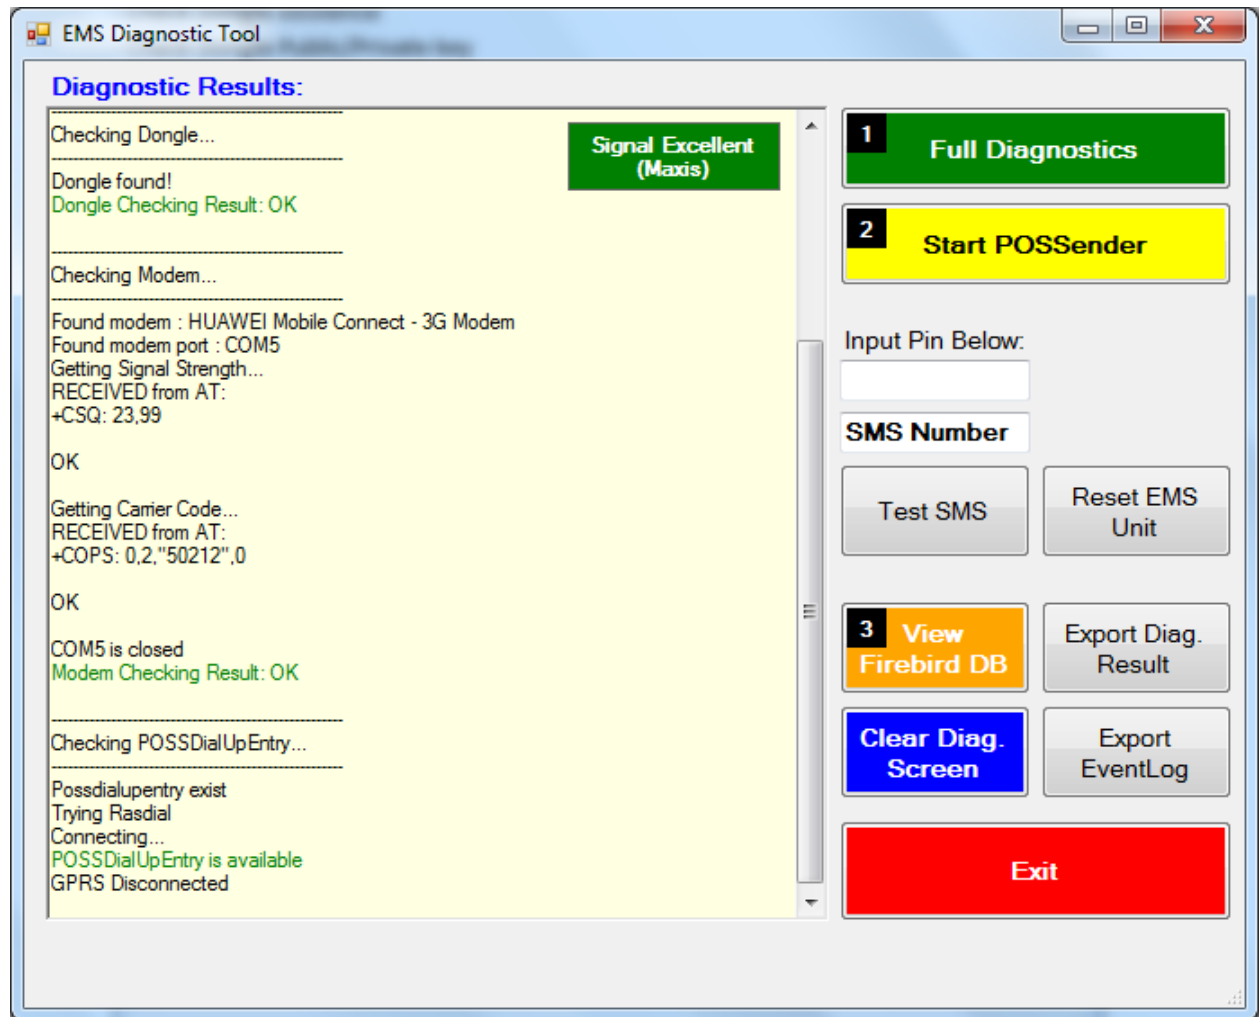 EMS Diagnostic Tool
Diagnostic Results:
Checking Dongle...
Dongle found!
Dongle Checking Result: OK
Checking Modem...
Found modem : HUAWEI Mobile Connect - 3G Modem
Found modem port : COM5
Getting Signal Strength...
RECEIVED from AT:
+CSQ: 23,99
OK
Getting Carrier Code...
RECEIVED from AT:
+COPS: 0,2,"50212",0
OK
COM5 is closed
Modem Checking Result: OK
Checking POSSDialUpEntry...
Possdialupentry exist
Trying Rasdial
Connecting...
POSSDialUpEntry is available
GPRS Disconnected
Signal Excellent
(Maxis)
1 Full Diagnostics
2 Start POSSender
Input Pin Below:
SMS Number
Test SMS
Reset EMS
Unit
3 View
Firebird DB
Export Diag.
Result
Clear Diag.
Screen
Export
EventLog
Exit